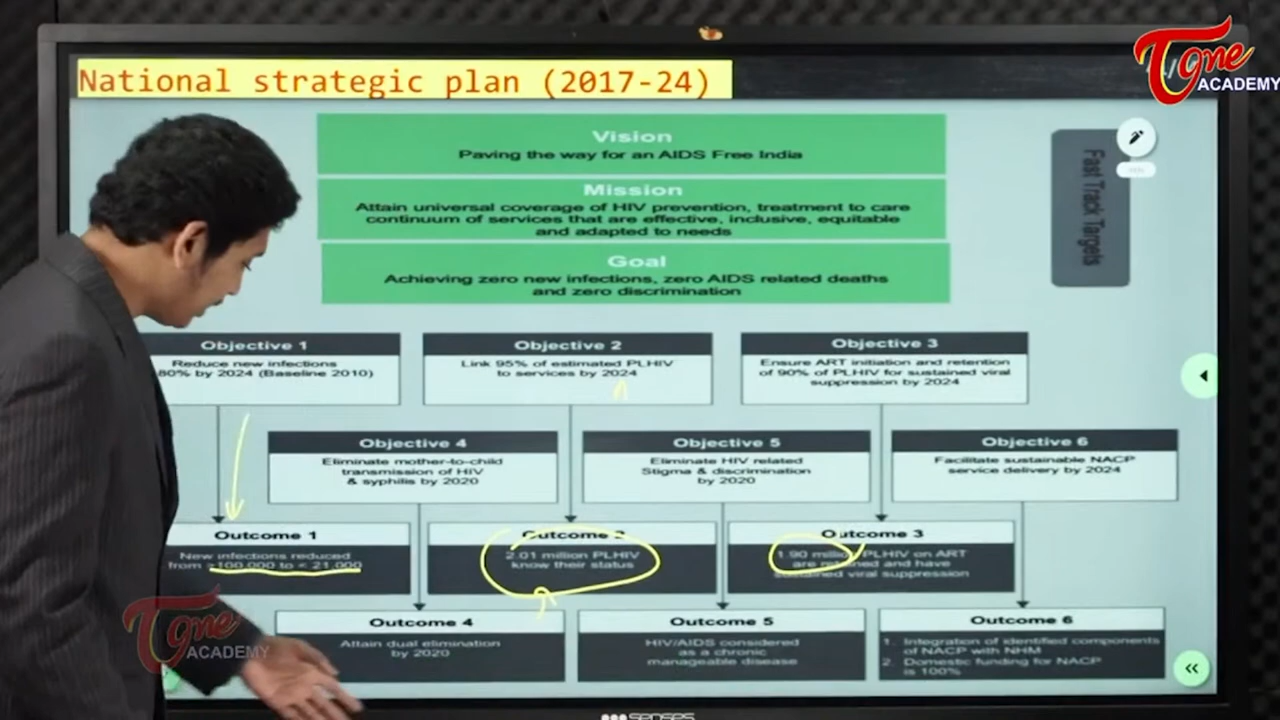 National strategic plan (2017-24)
Tone
ACADEMY
Vision
Paving the way for an AIDS Free India
Mission
Attain universal coverage of HIV prevention, treatment to care
continuum of services that are effective, inclusive, equitable
and adapted to needs
Goal
Achieving zero new infections, zero AIDS related deaths
and zero discrimination
Fast Track Targets
Objective 1
Reduce new infections
80% by 2024 (Baseline 2010)
Objective 2
Link 95% of estimated PLHIV
to services by 2024
Objective 3
Ensure ART initiation and retention
of 90% of PLHIV for sustained viral
suppression by 2024
Objective 4
Eliminate mother-to-child
transmission of HIV
& syphilis by 2020
Objective 5
Eliminate HIV related
Stigma & discrimination
by 2020
Objective 6
Facilitate sustainable NACP
service delivery by 2024
Outcome 1
New infections reduced
from >100,000 to < 21,000
Outcome 2
2.01 million PLHIV
know their status
Outcome 3
1.90 million PLHIV on ART
are retained and have
sustained viral suppression
Outcome 4
Attain dual elimination
by 2020
Outcome 5
HIV/AIDS considered
as a chronic
manageable disease
Outcome 6
1. Integration of identified components
of NACP with NHM
2. Domestic funding for NACP
is 100%
Tone
ACADEMY
senses